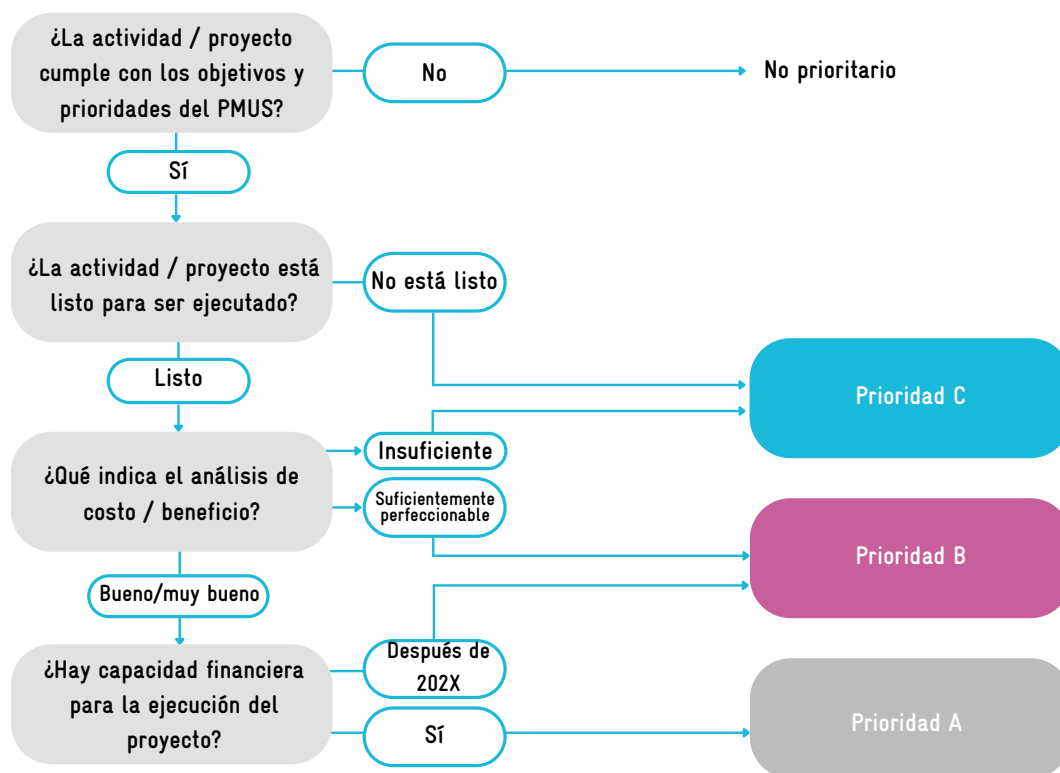 ¿La actividad / proyecto
cumple con los objetivos y
prioridades del PMUS?
No
No prioritario
Sí
¿La actividad / proyecto está
listo para ser ejecutado?
No está listo
Listo
Prioridad C
¿Qué indica el análisis de
costo / beneficio?
Insuficiente
Suficientemente
perfeccionable
Prioridad B
Bueno/muy bueno
¿Hay capacidad financiera
para la ejecución del
proyecto?
Después de
202X
Sí
Prioridad A